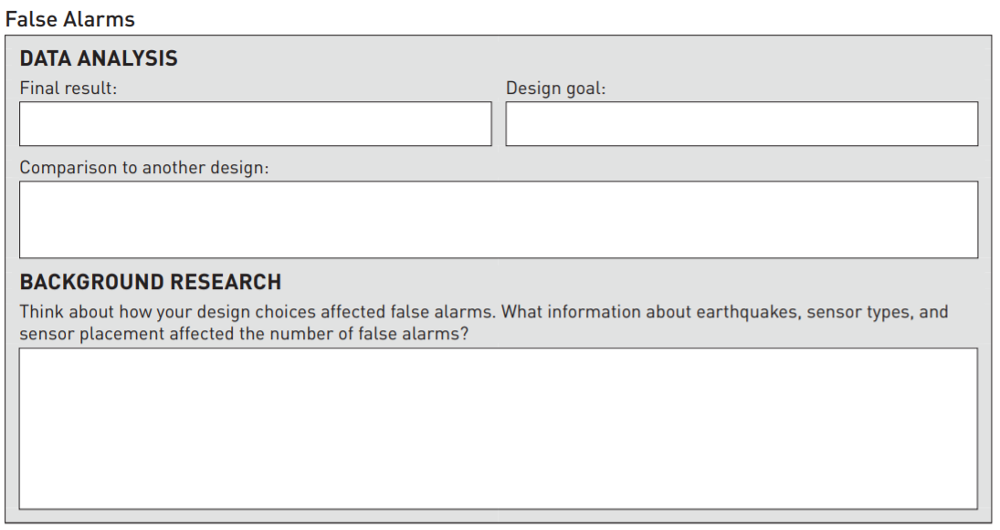 False Alarms
DATA ANALYSIS
Final result:
Design goal:
Comparison to another design:
BACKGROUND RESEARCH
Think about how your design choices affected false alarms. What information about earthquakes, sensor types, and
sensor placement affected the number of false alarms?